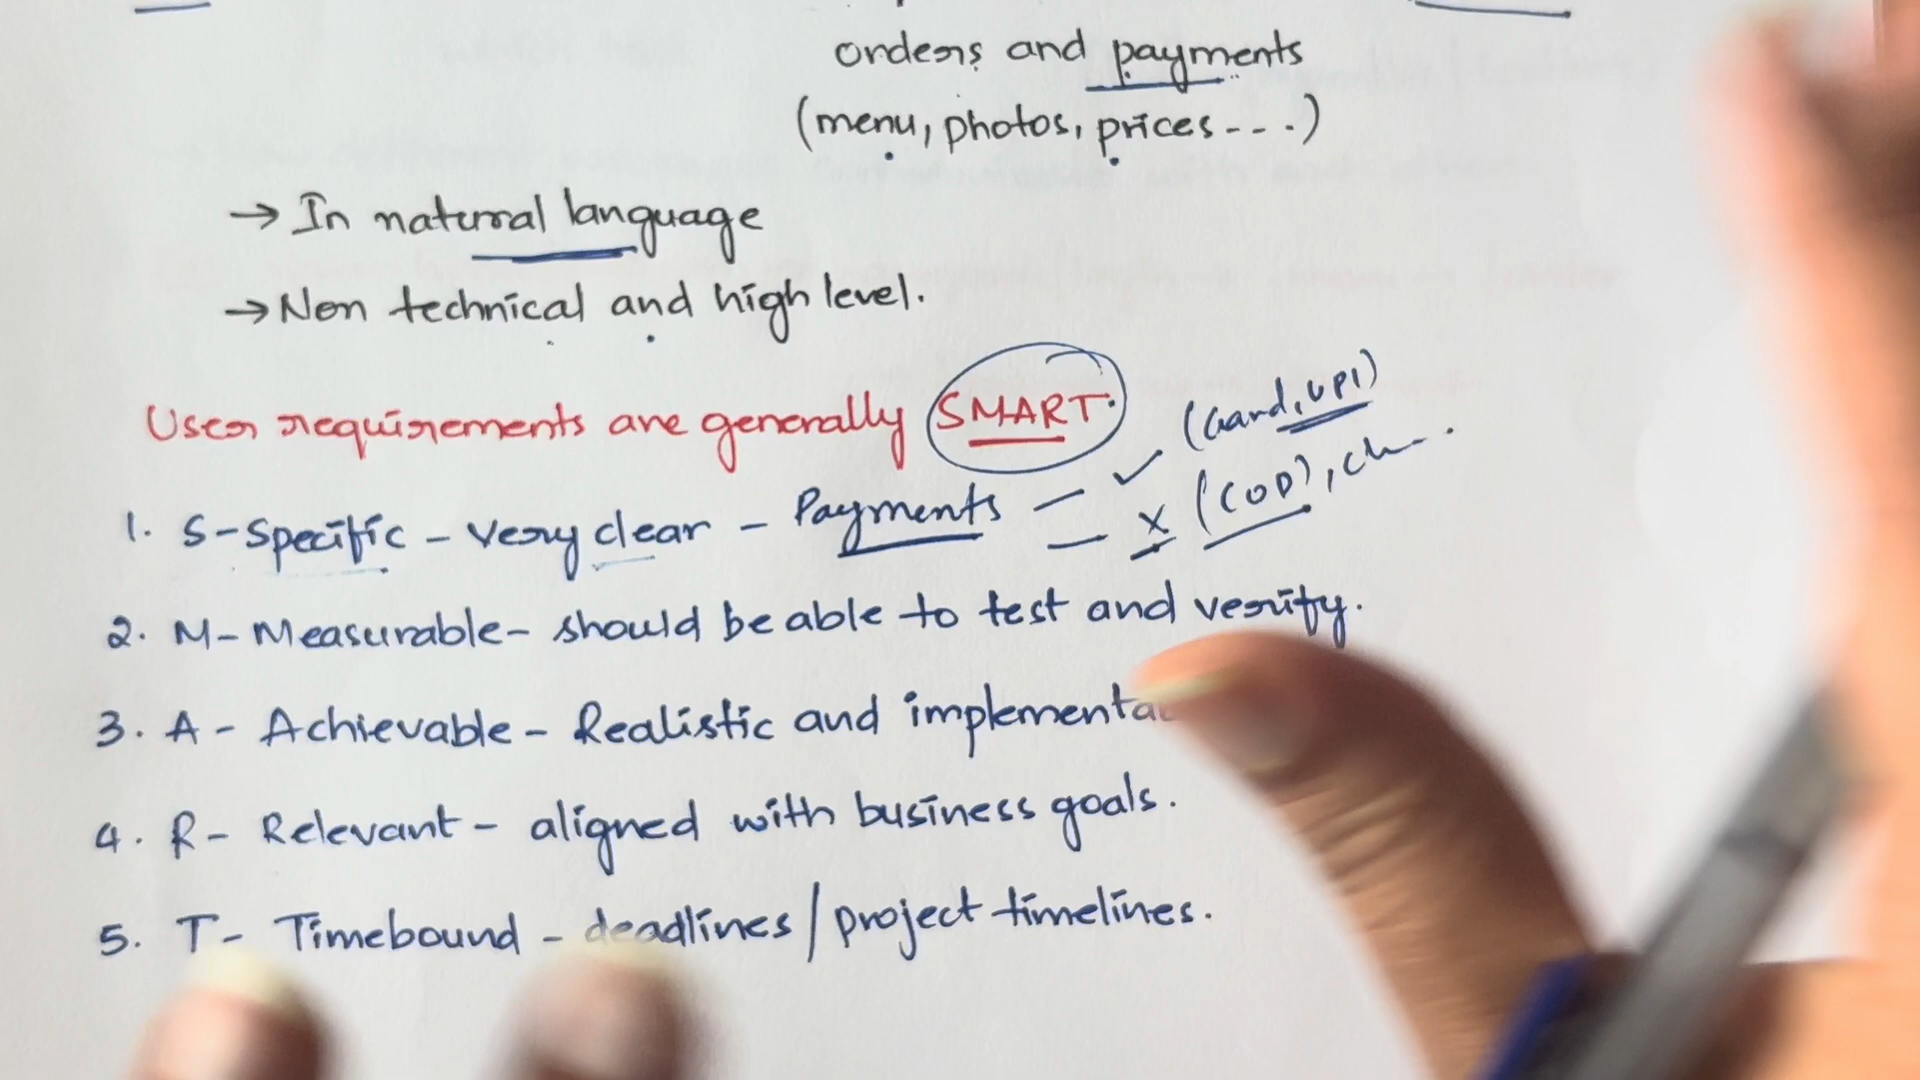 orders and payments
(menu, photos, prices---.)
→ In natural language
→ Non technical and high level.
User requirements are generally SMART.
(card, UPI)
1. S-Specific - very clear - Payments - ✓
- x (COD),
2. M-Measurable- should be able to test and verify.
3. A - Achievable - Realistic and
4. R- Relevant - aligned with business goals.
5. T- Timebound - deadlines / project timelines.